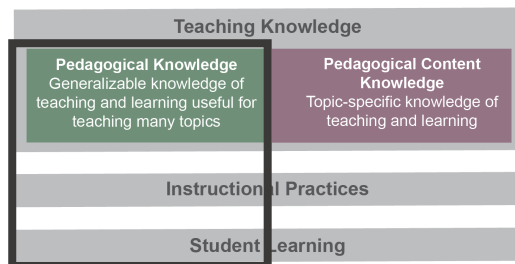 Teaching Knowledge
Pedagogical Knowledge
Generalizable knowledge of
teaching and learning useful for
teaching many topics
Pedagogical Content
Knowledge
Topic-specific knowledge of
teaching and learning
Instructional Practices
Student Learning